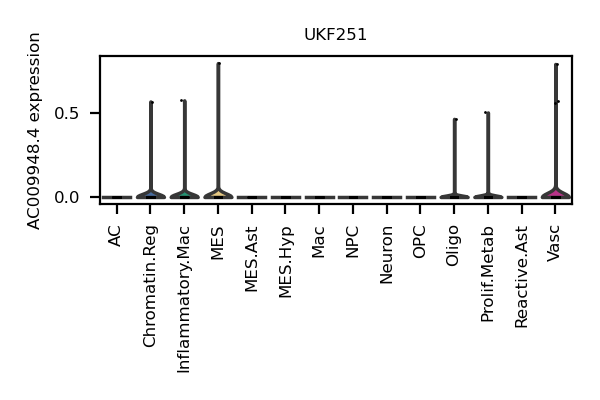 UKF251
AC009948.4 expression
0.5
0.0
AC
Chromatin.Reg
Inflammatory.Mac
MES
MES.Ast
MES.Hyp
Mac
NPC
Neuron
OPC
Oligo
Prolif.Metab
Reactive.Ast
Vasc